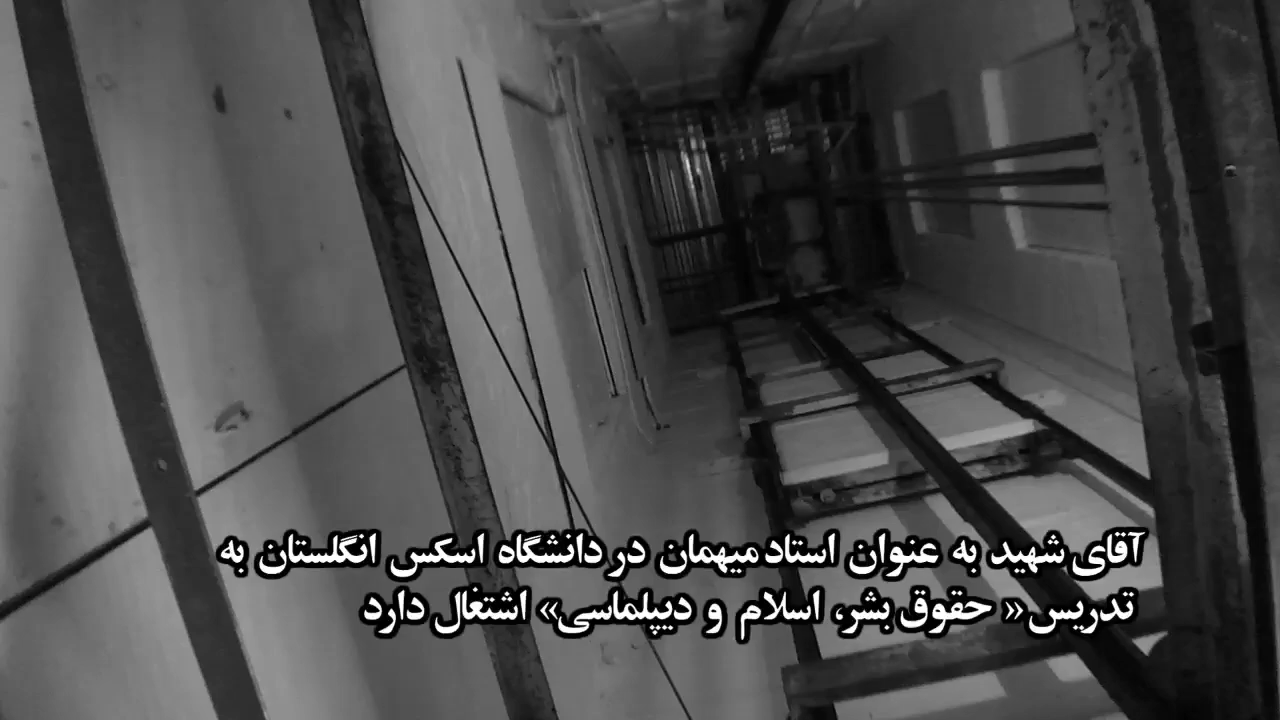 آقای شهید به عنوان استاد میهمان در دانشگاه اسکس انگلستان به
تدریس « حقوق بشر، اسلام و دیپلماسی» اشتغال دارد